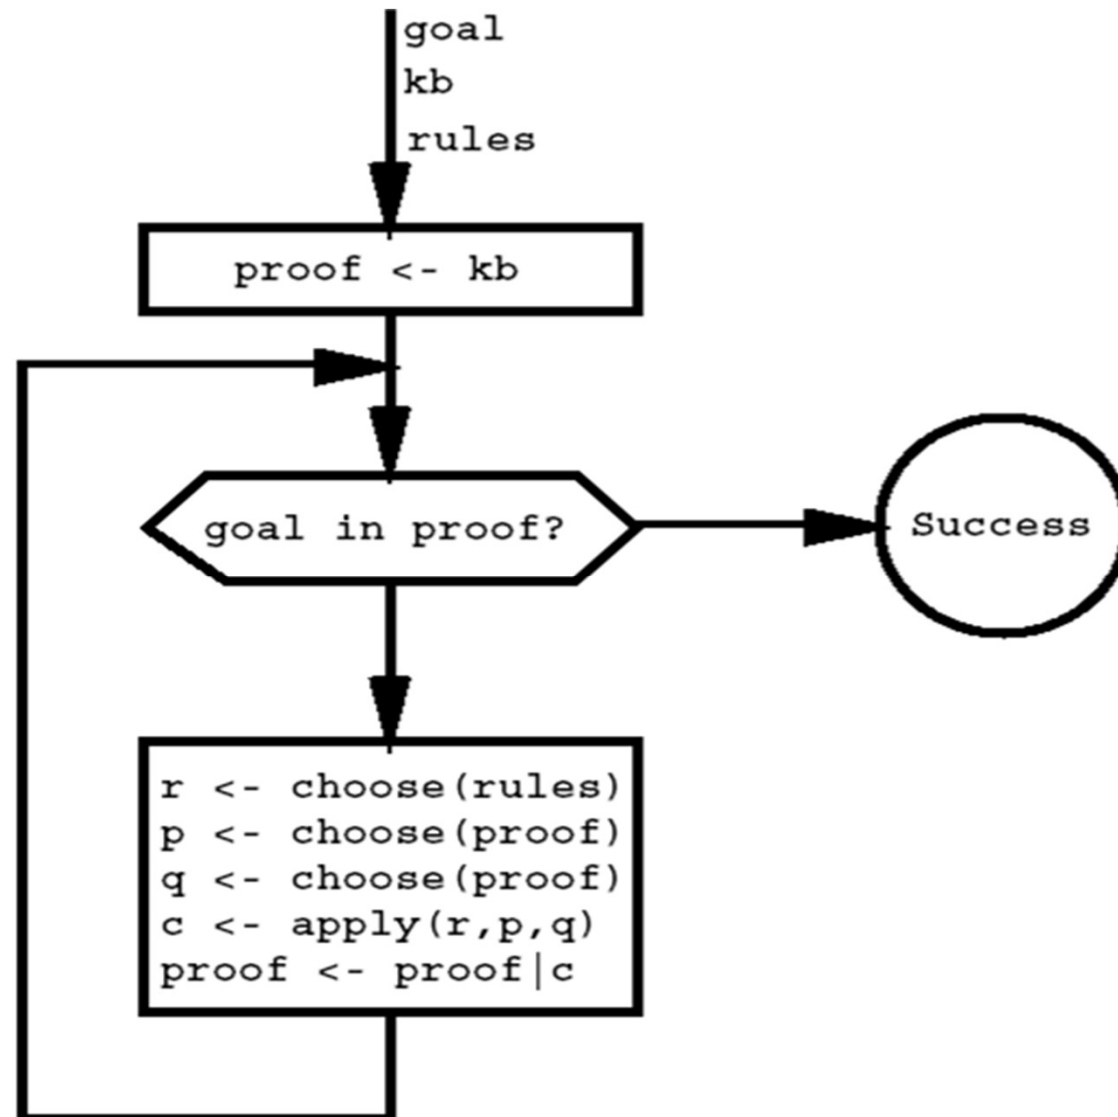 goal
kb
rules
proof <- kb
goal in proof?
Success
r <- choose(rules)
p <- choose(proof)
q <- choose(proof)
c <- apply(r,p,q)
proof <- proof|c